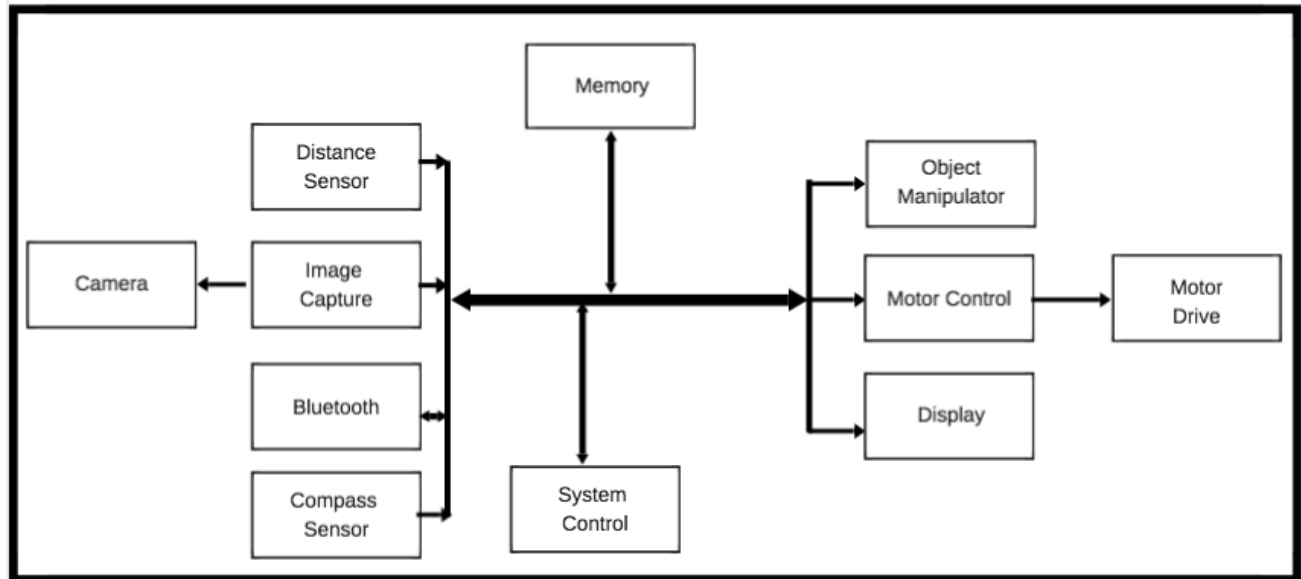 Memory
Distance
Sensor
Object
Manipulator
Camera
Image
Capture
Motor Control
Motor
Drive
Bluetooth
Display
Compass
Sensor
System
Control